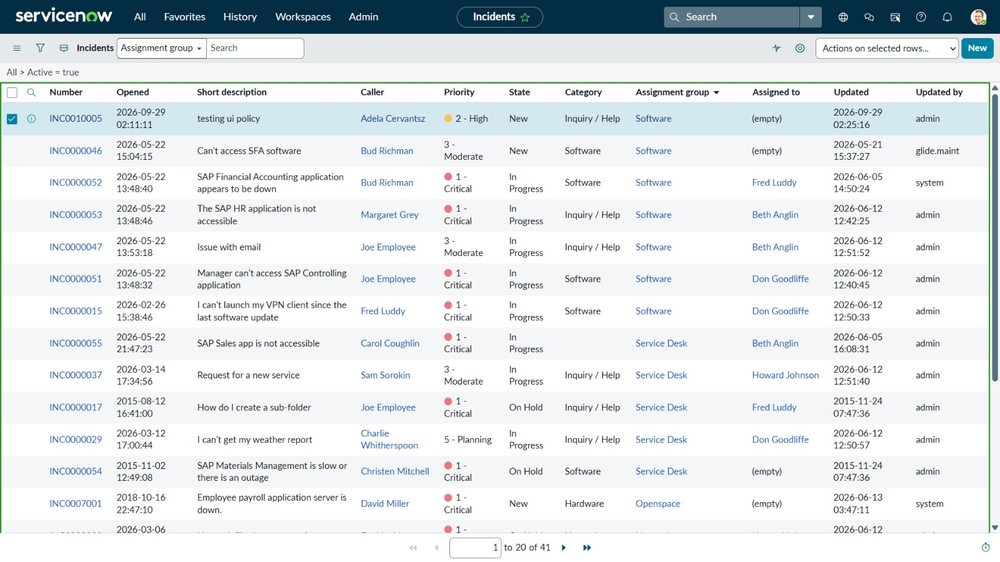 servicenow All Favorites History Workspaces Admin Incidents Search
Incidents Assignment group Search Actions on selected rows... New
All > Active = true
Number Opened Short description Caller Priority State Category Assignment group Assigned to Updated Updated by
INC0010005 2026-09-29 02:11:11 testing ui policy Adela Cervantsz 2 - High New Inquiry / Help Software (empty) 2026-09-29 02:25:16 admin
INC0000046 2026-05-22 15:04:15 Can't access SFA software Bud Richman 3 - Moderate New Software Software (empty) 2026-05-21 15:37:27 glide.maint
INC0000052 2026-05-22 13:48:40 SAP Financial Accounting application appears to be down Bud Richman 1 - Critical In Progress Software Software Fred Luddy 2026-06-05 14:50:24 system
INC0000053 2026-05-22 13:48:46 The SAP HR application is not accessible Margaret Grey 1 - Critical In Progress Inquiry / Help Software Beth Anglin 2026-06-12 12:42:25 admin
INC0000047 2026-05-22 13:53:18 Issue with email Joe Employee 3 - Moderate In Progress Inquiry / Help Software Beth Anglin 2026-06-12 12:51:52 admin
INC0000051 2026-05-22 13:48:32 Manager can't access SAP Controlling application Joe Employee 1 - Critical In Progress Software Software Don Goodliffe 2026-06-12 12:40:45 admin
INC0000015 2026-02-26 15:38:46 I can't launch my VPN client since the last software update Fred Luddy 1 - Critical In Progress Software Software Don Goodliffe 2026-06-12 12:50:33 admin
INC0000055 2026-05-22 21:47:23 SAP Sales app is not accessible Carol Coughlin 1 - Critical In Progress Service Desk Beth Anglin 2026-06-05 16:08:31 admin
INC0000037 2026-03-14 17:34:56 Request for a new service Sam Sorokin 3 - Moderate In Progress Inquiry / Help Service Desk Howard Johnson 2026-06-12 12:51:40 admin
INC0000017 2015-08-12 16:41:00 How do I create a sub-folder Joe Employee 1 - Critical On Hold Inquiry / Help Service Desk Fred Luddy 2015-11-24 07:47:36 admin
INC0000029 2026-03-12 17:00:44 I can't get my weather report Charlie Whitherspoon 5 - Planning In Progress Inquiry / Help Service Desk Don Goodliffe 2026-06-12 12:50:57 admin
INC0000054 2015-11-02 12:49:08 SAP Materials Management is slow or there is an outage Christen Mitchell 1 - Critical On Hold Software Service Desk (empty) 2015-11-24 07:47:36 admin
INC0007001 2018-10-16 22:47:10 Employee payroll application server is down. David Miller 1 - Critical New Hardware Openspace (empty) 2026-06-13 03:47:11 system
2026-03-06 1 - 2026-06-12
1 to 20 of 41